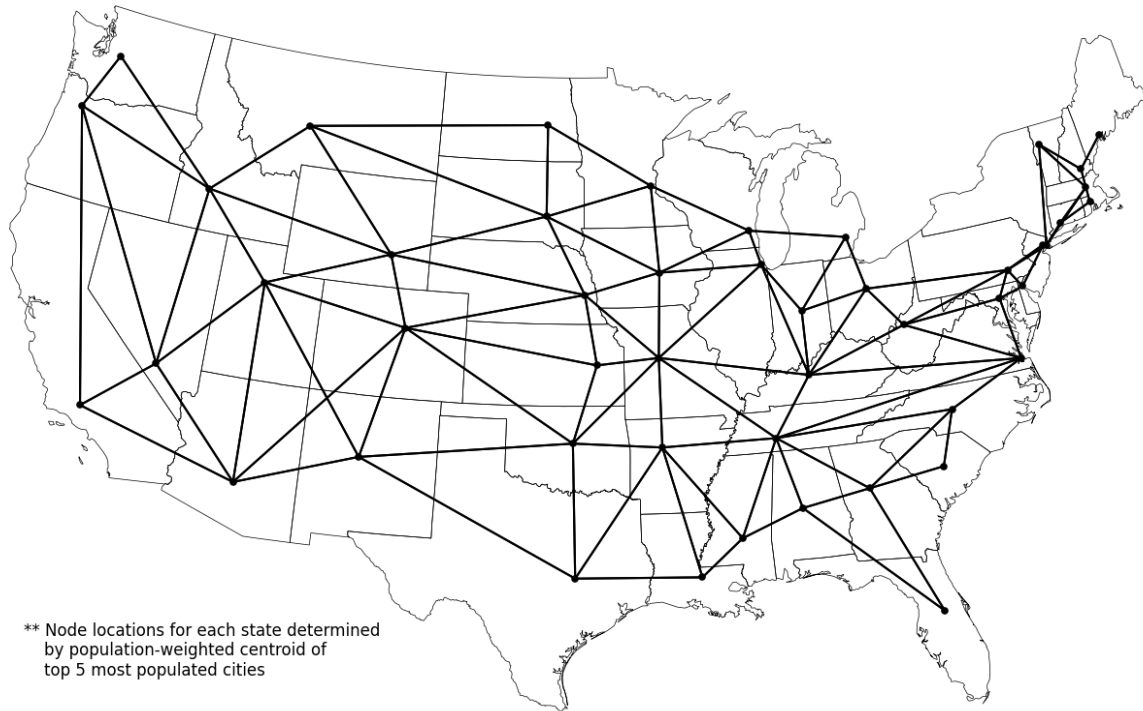 ** Node locations for each state determined
by population-weighted centroid of
top 5 most populated cities